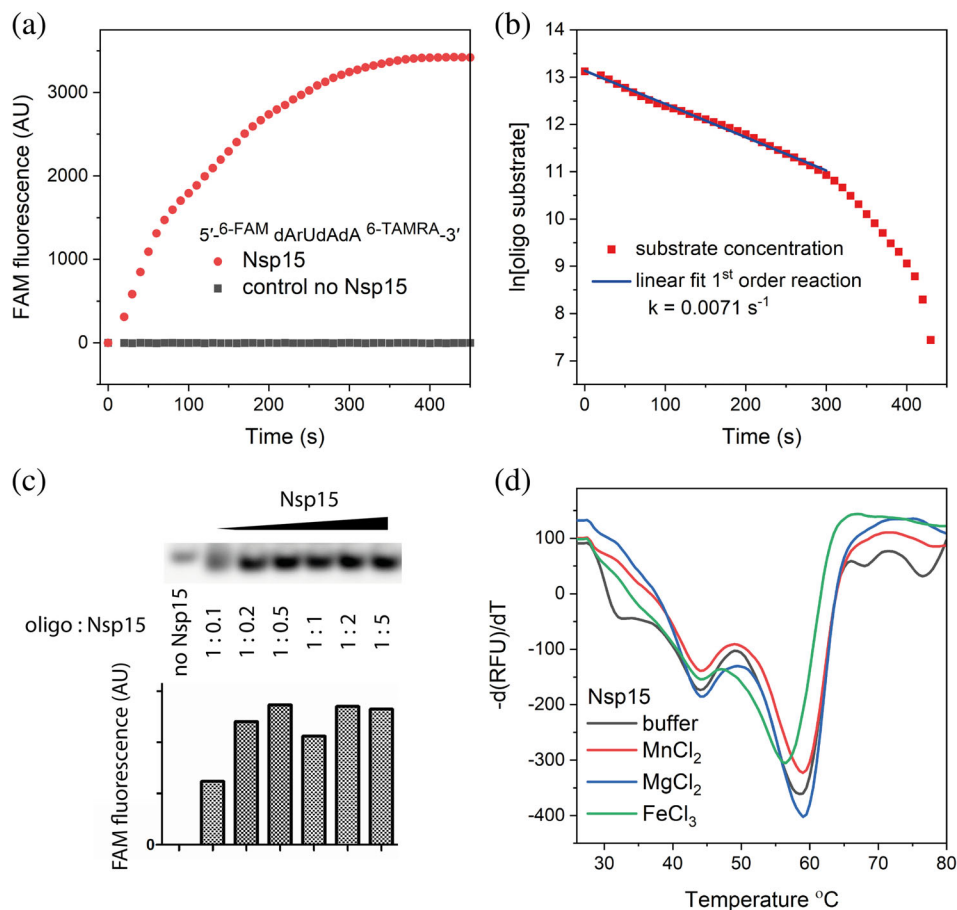 (a)
FAM fluorescence (AU)
3000
2000
1000
0
5′-6-FAM dArUdAdA 6-TAMRA-3′
Nsp15
control no Nsp15
0 100 200 300 400
Time (s)
(b)
ln[oligo substrate]
14
13
12
11
10
9
8
7
substrate concentration
linear fit 1st order reaction
k = 0.0071 s-1
0 100 200 300 400
Time (s)
(c)
Nsp15
oligo : Nsp15
no Nsp15
1 : 0.1
1 : 0.2
1 : 0.5
1 : 1
1 : 2
1 : 5
FAM fluorescence (AU)
0
(d)
-d(RFU)/dT
100
0
-100
-200
-300
-400
Nsp15
buffer
MnCl2
MgCl2
FeCl3
30 40 50 60 70 80
Temperature oC